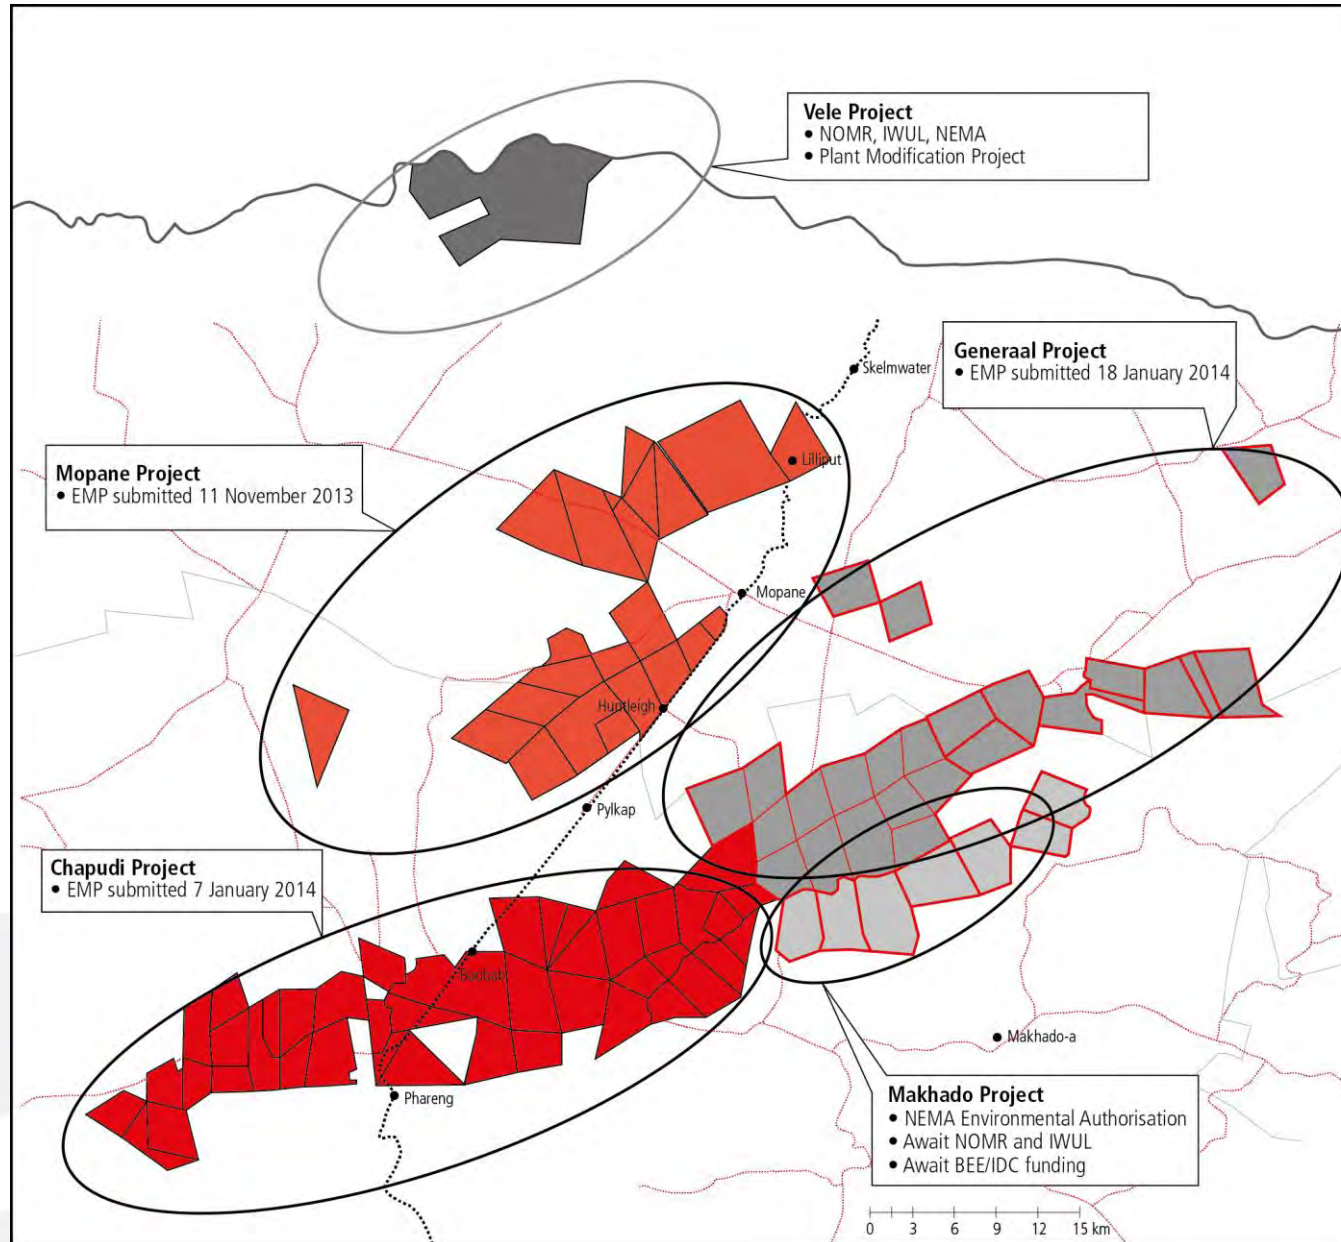 Vele Project
● NOMR, IWUL, NEMA
● Plant Modification Project
Generaal Project
● EMP submitted 18 January 2014
Skelmwater
Mopane Project
● EMP submitted 11 November 2013
Lilliput
Mopane
Huntleigh
Pylkap
Chapudi Project
● EMP submitted 7 January 2014
Boobab
Makhado-a
Phareng
Makhado Project
● NEMA Environmental Authorisation
● Await NOMR and IWUL
● Await BEE/IDC funding
0 3 6 9 12 15 km